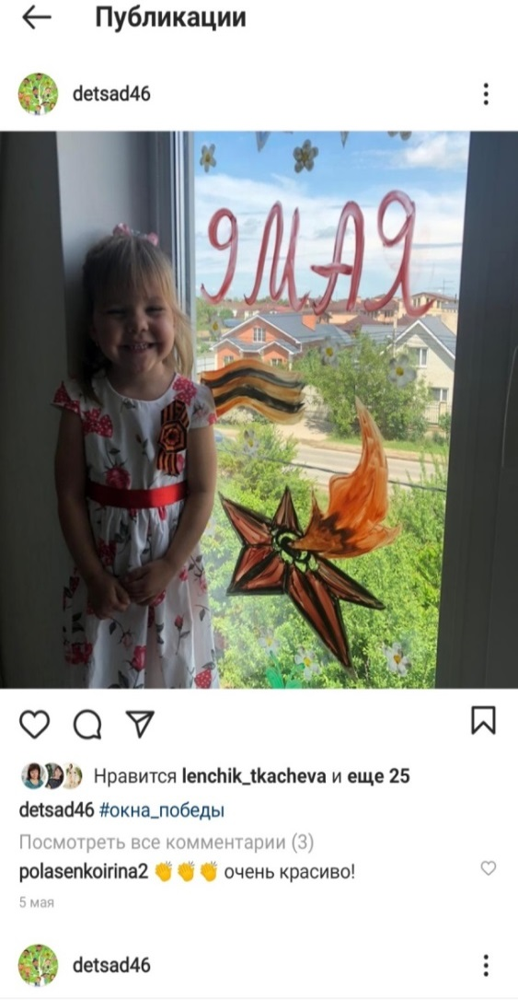 Публикации
detsad46
9 МАЯ
Нравится lenchik_tkacheva и еще 25
detsad46 #окна_победы
Посмотреть все комментарии (3)
polasenkoirina2 👏👏👏 очень красиво!
5 мая
detsad46